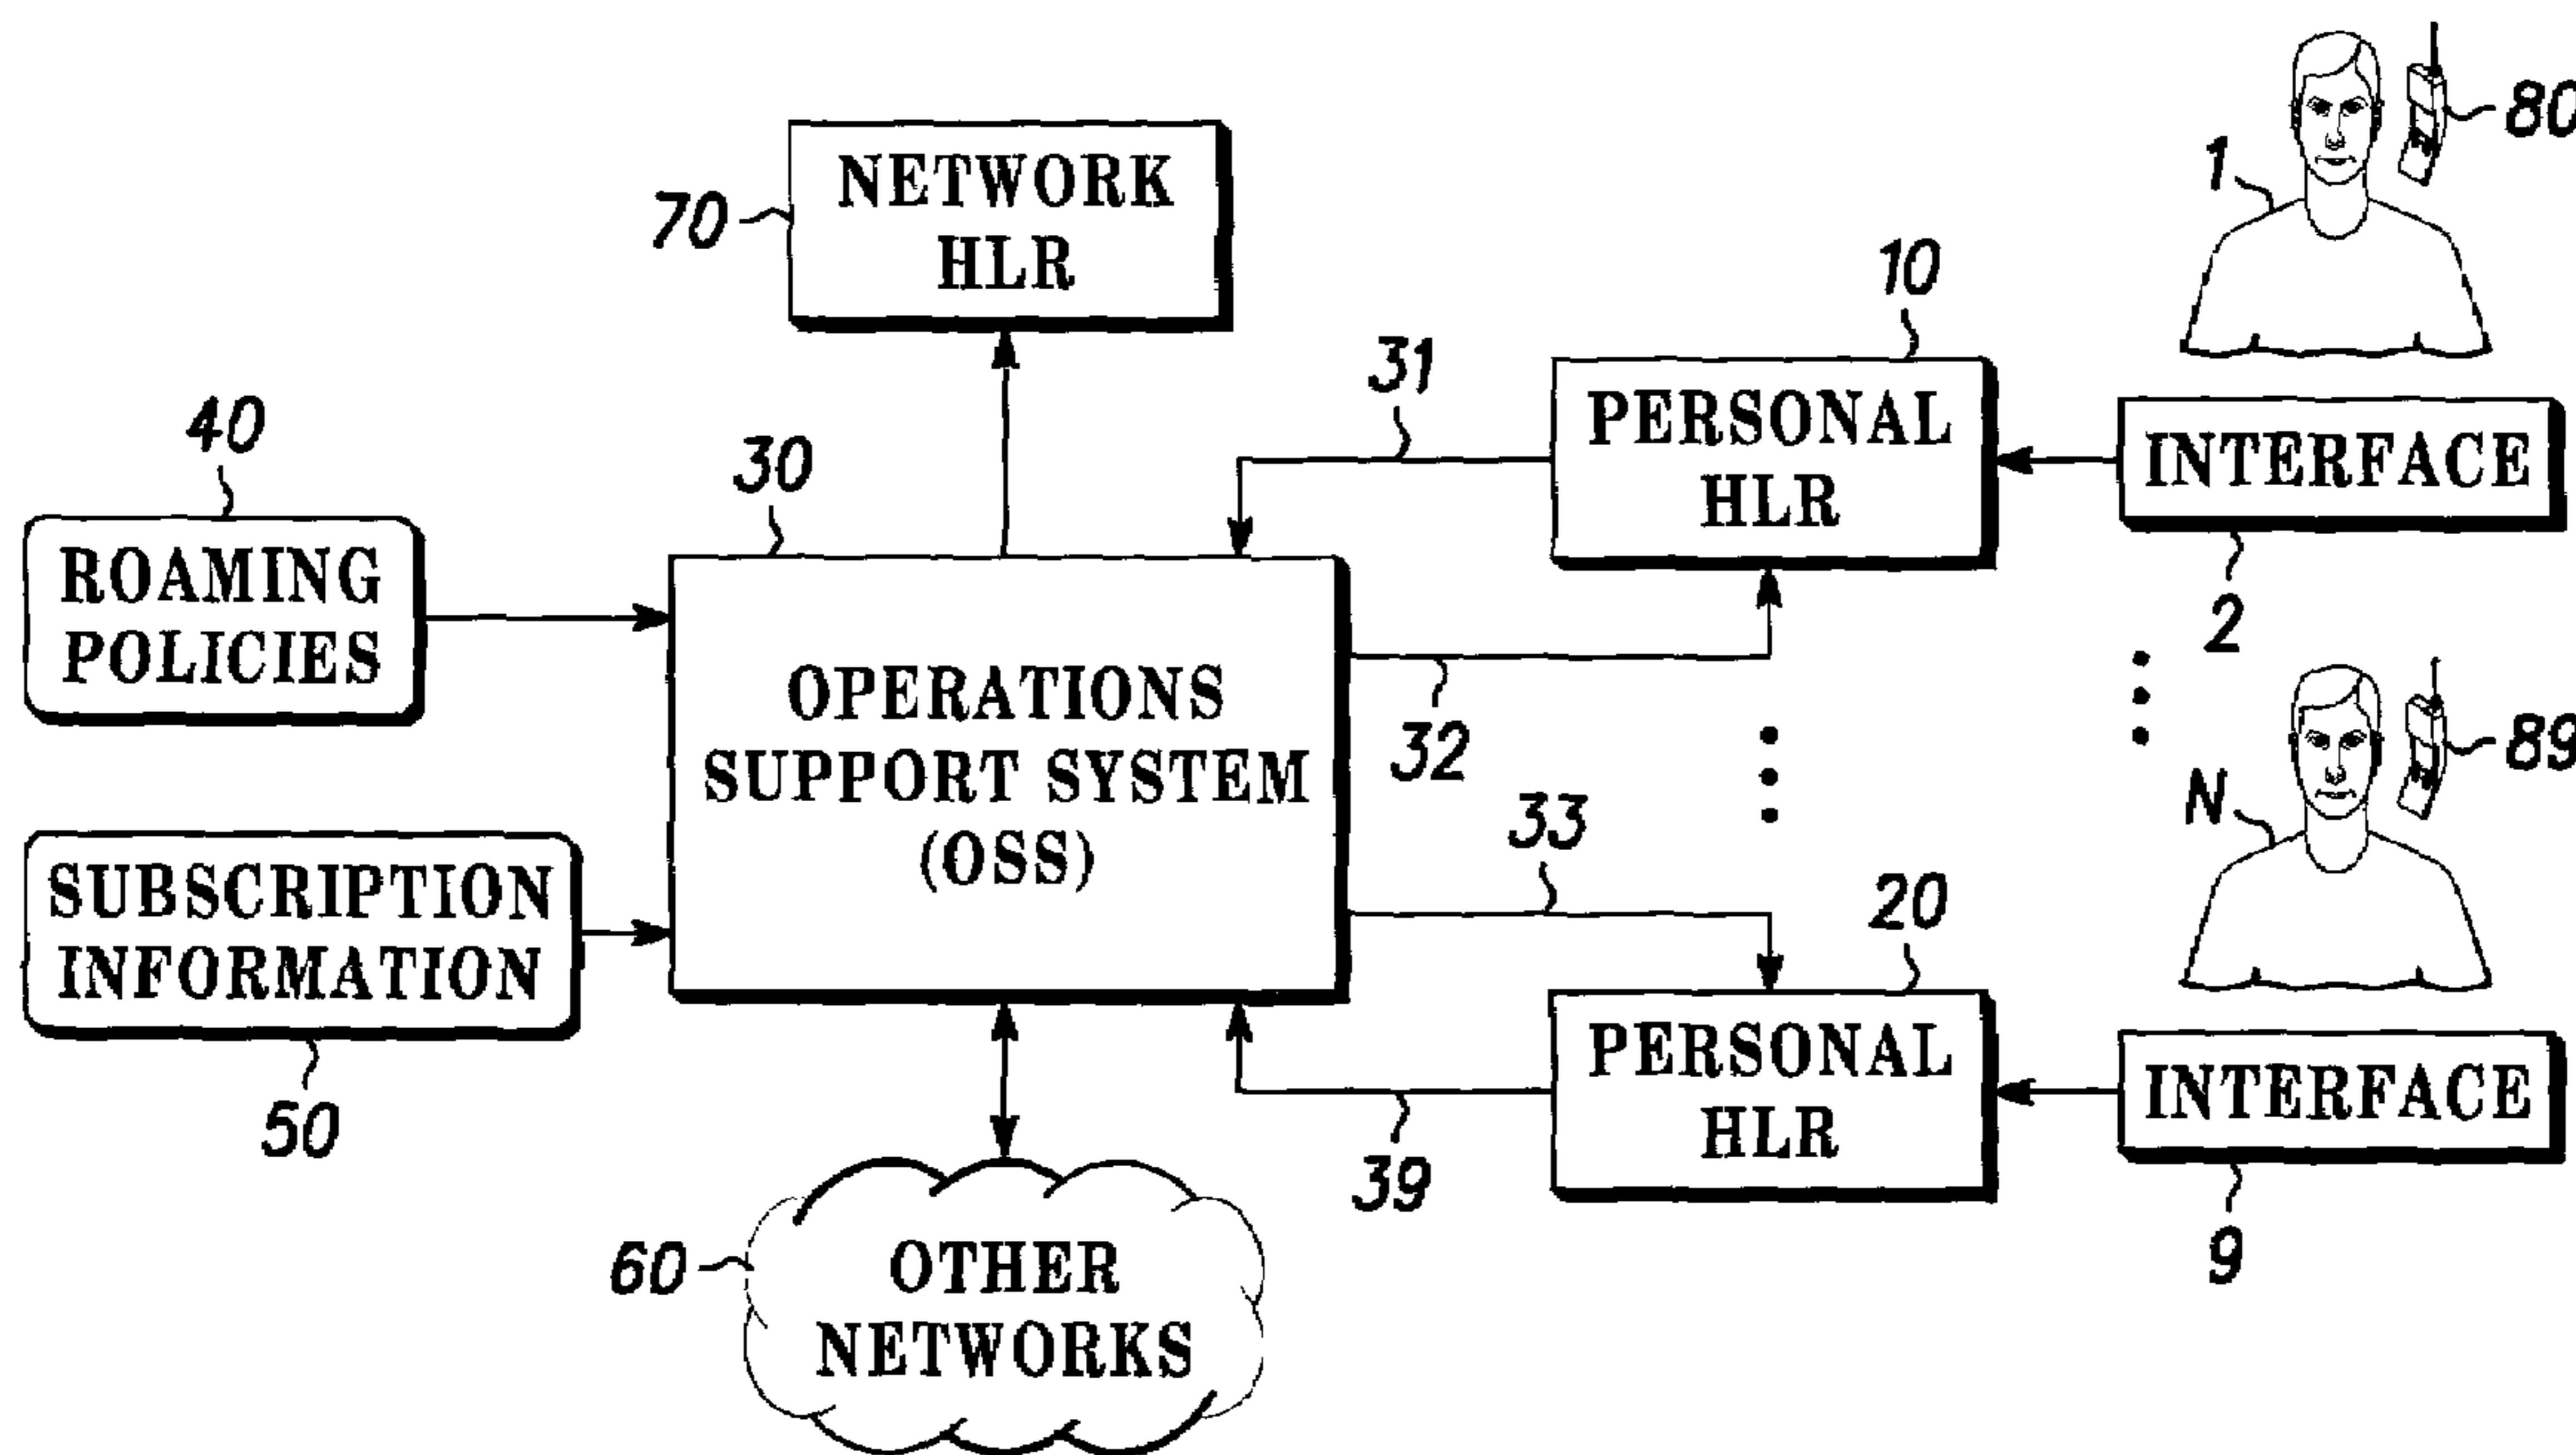 NETWORK
HLR
70
80
1
10
31
PERSONAL
HLR
INTERFACE
2
40
30
ROAMING
POLICIES
OPERATIONS
SUPPORT SYSTEM
(OSS)
32
33
89
N
20
SUBSCRIPTION
INFORMATION
50
PERSONAL
HLR
INTERFACE
39
9
60
OTHER
NETWORKS